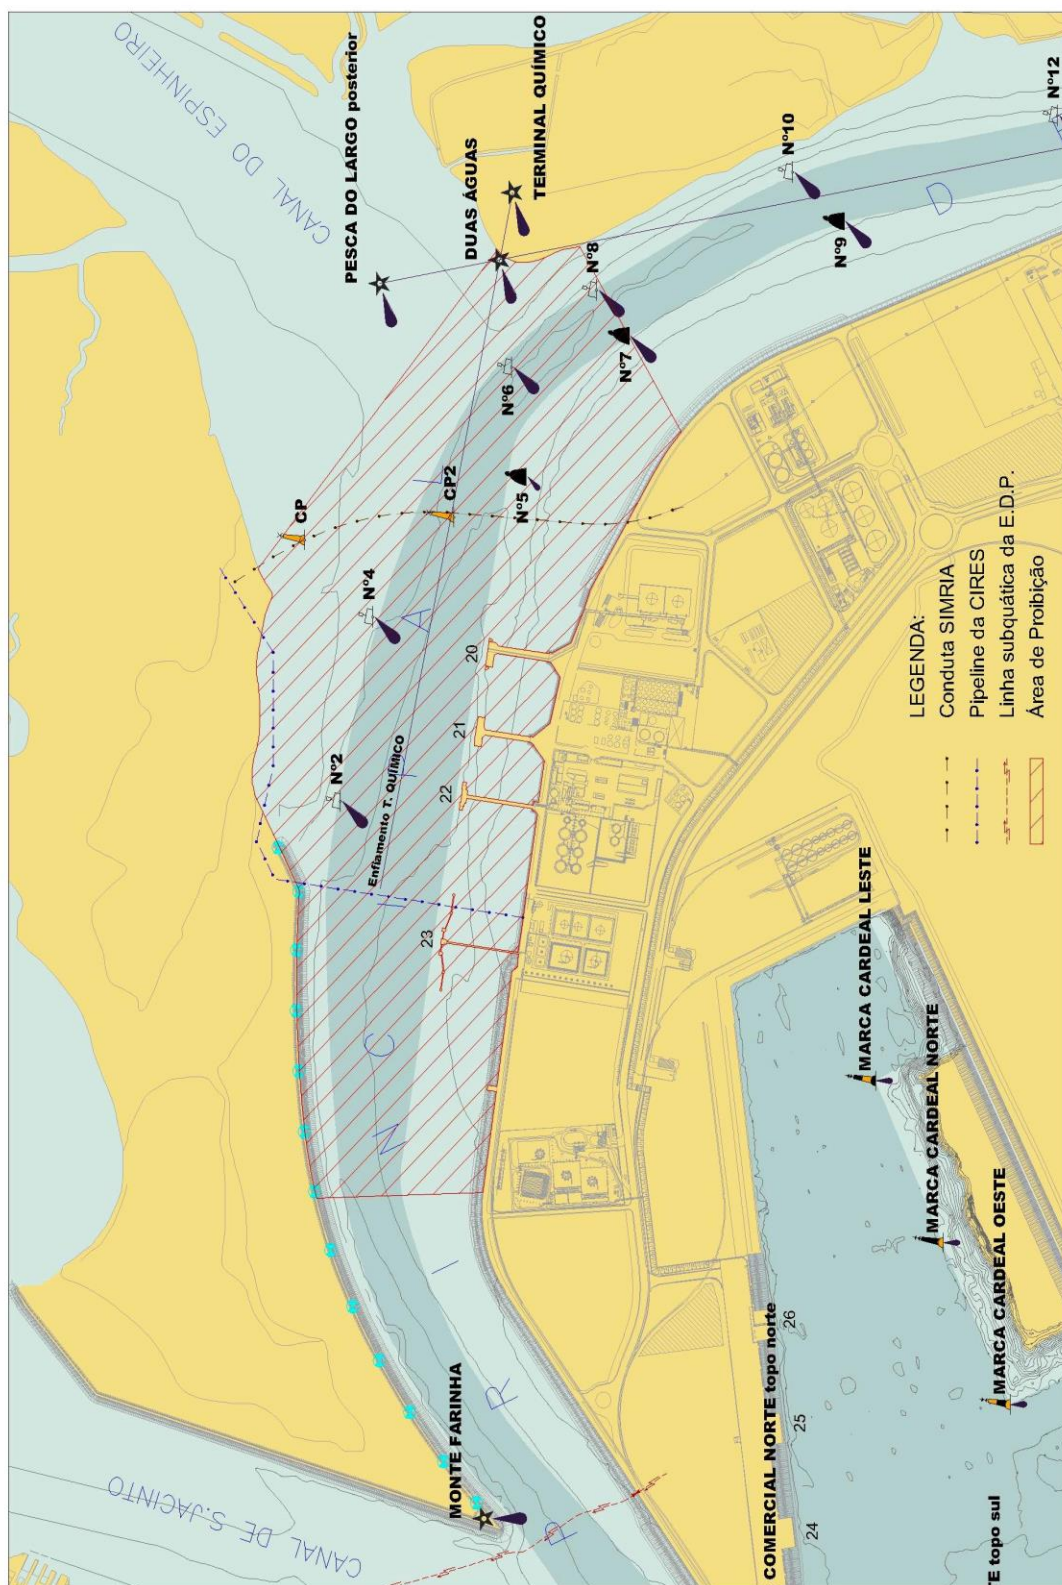 CANAL DO ESPINHEIRO
PESCA DO LARGO posterior
DUAS ÁGUAS
TERMINAL QUÍMICO
Nº10
Nº12
Nº8
Nº9
Nº7
Nº6
Nº5
CP
CP2
Nº4
Nº2
Enfiamento T. QUÍMICO
20
21
22
23
CANAL DE S.JACINTO
MONTE FARINHA
P R I N C I P A L
D
LEGENDA:
Conduta SIMRIA
Pipeline da CIRES
Linha subquática da E.D.P.
Área de Proibição
MARCA CARDEAL LESTE
MARCA CARDEAL NORTE
MARCA CARDEAL OESTE
COMERCIAL NORTE topo norte
24
25
26
TE topo sul